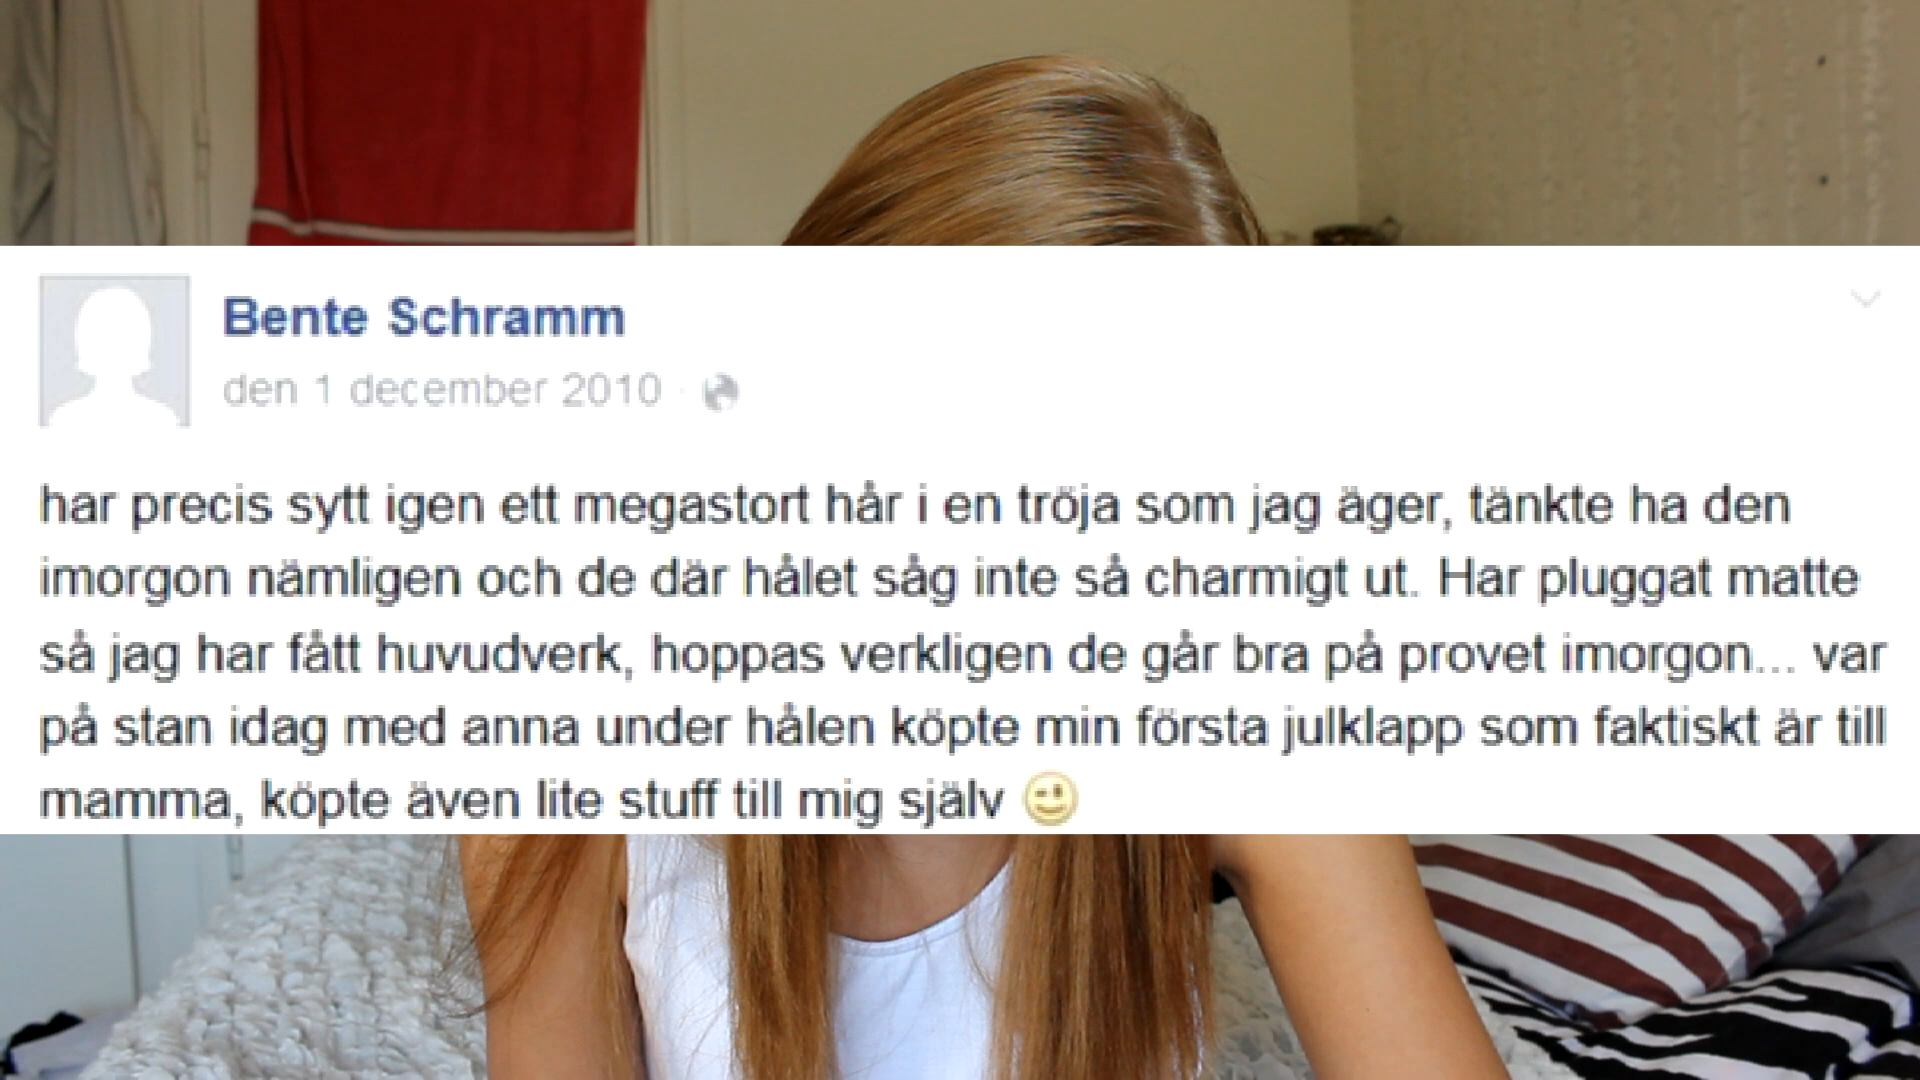 Bente Schramm
den 1 december 2010 ·
har precis sytt igen ett megastort hår i en tröja som jag äger, tänkte ha den
imorgon nämligen och de där hålet såg inte så charmigt ut. Har pluggat matte
så jag har fått huvudverk, hoppas verkligen de går bra på provet imorgon... var
på stan idag med anna under hålen köpte min första julklapp som faktiskt är till
mamma, köpte även lite stuff till mig själv 😉